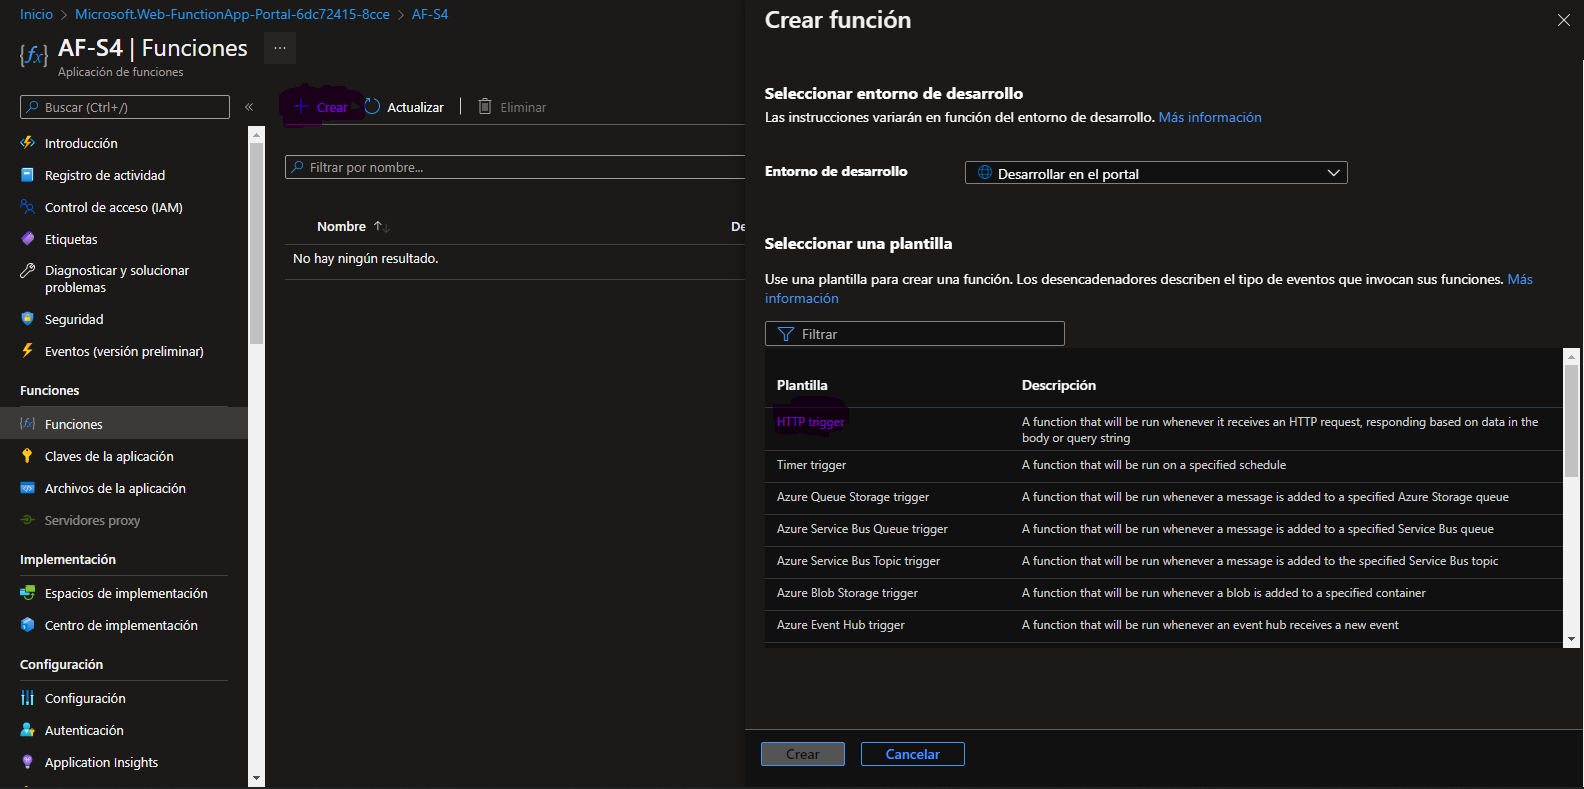 Inicio > Microsoft.Web-FunctionApp-Portal-6dc72415-8cce > AF-S4
AF-S4 | Funciones ...
Aplicación de funciones
Buscar (Ctrl+/)
«
Introducción
Registro de actividad
Control de acceso (IAM)
Etiquetas
Diagnosticar y solucionar
problemas
Seguridad
Eventos (versión preliminar)
Funciones
Funciones
Claves de la aplicación
Archivos de la aplicación
Servidores proxy
Implementación
Espacios de implementación
Centro de implementación
Configuración
Configuración
Autenticación
Application Insights
+ Crear Actualizar | Eliminar
Filtrar por nombre...
Nombre ↑↓ De
No hay ningún resultado.
Crear función
Seleccionar entorno de desarrollo
Las instrucciones variarán en función del entorno de desarrollo. Más información
Entorno de desarrollo Desarrollar en el portal
Seleccionar una plantilla
Use una plantilla para crear una función. Los desencadenadores describen el tipo de eventos que invocan sus funciones. Más
información
Filtrar
Plantilla Descripción
HTTP trigger A function that will be run whenever it receives an HTTP request, responding based on data in the
body or query string
Timer trigger A function that will be run on a specified schedule
Azure Queue Storage trigger A function that will be run whenever a message is added to a specified Azure Storage queue
Azure Service Bus Queue trigger A function that will be run whenever a message is added to a specified Service Bus queue
Azure Service Bus Topic trigger A function that will be run whenever a message is added to the specified Service Bus topic
Azure Blob Storage trigger A function that will be run whenever a blob is added to a specified container
Azure Event Hub trigger A function that will be run whenever an event hub receives a new event
Crear Cancelar